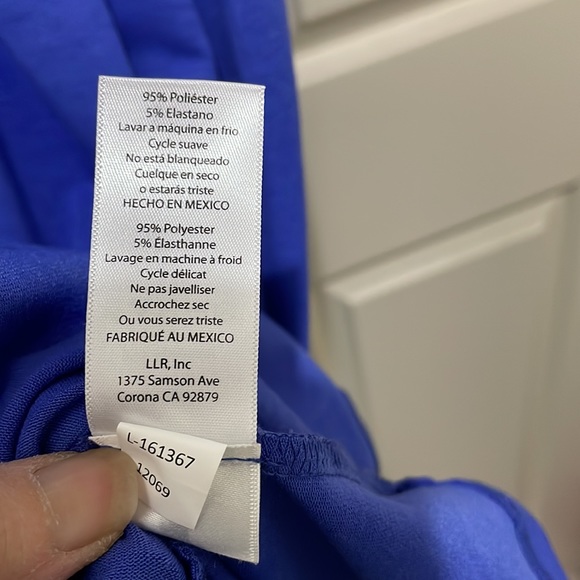 95% Poliéster
5% Elastano
Lavar a máquina en frio
Cycle suave
No está blanqueado
Cuelque en seco
o estarás triste
HECHO EN MEXICO
95% Polyester
5% Élasthanne
Lavage en machine à froid
Cycle délicat
Ne pas javelliser
Accrochez sec
Ou vous serez triste
FABRIQUÉ AU MEXICO
LLR, Inc
1375 Samson Ave
Corona CA 92879
L-161367
12069